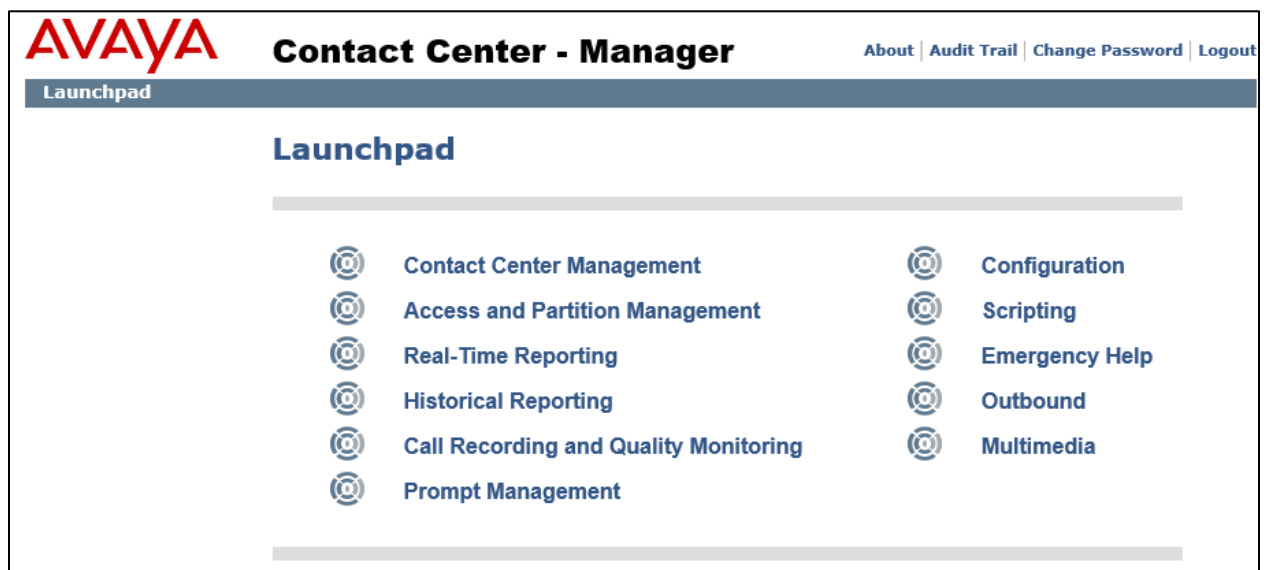 AVAYA
Contact Center - Manager
About | Audit Trail | Change Password | Logout
Launchpad
Launchpad
Contact Center Management
Configuration
Access and Partition Management
Scripting
Real-Time Reporting
Emergency Help
Historical Reporting
Outbound
Call Recording and Quality Monitoring
Multimedia
Prompt Management